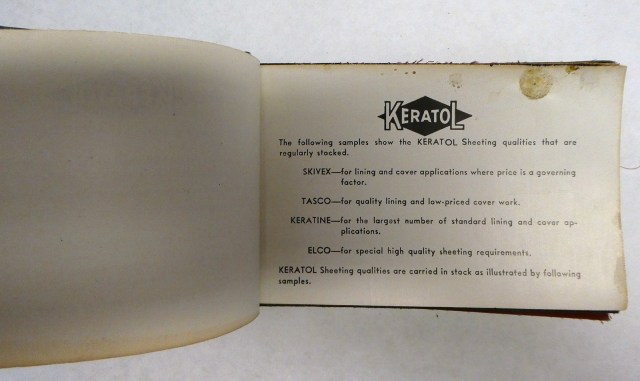 KERATOL
The following samples show the KERATOL Sheeting qualities that are
regularly stocked.
SKIVEX—for lining and cover applications where price is a governing
factor.
TASCO—for quality lining and low-priced cover work.
KERATINE—for the largest number of standard lining and cover ap-
plications.
ELCO—for special high quality sheeting requirements.
KERATOL Sheeting qualities are carried in stock as illustrated by following
samples.